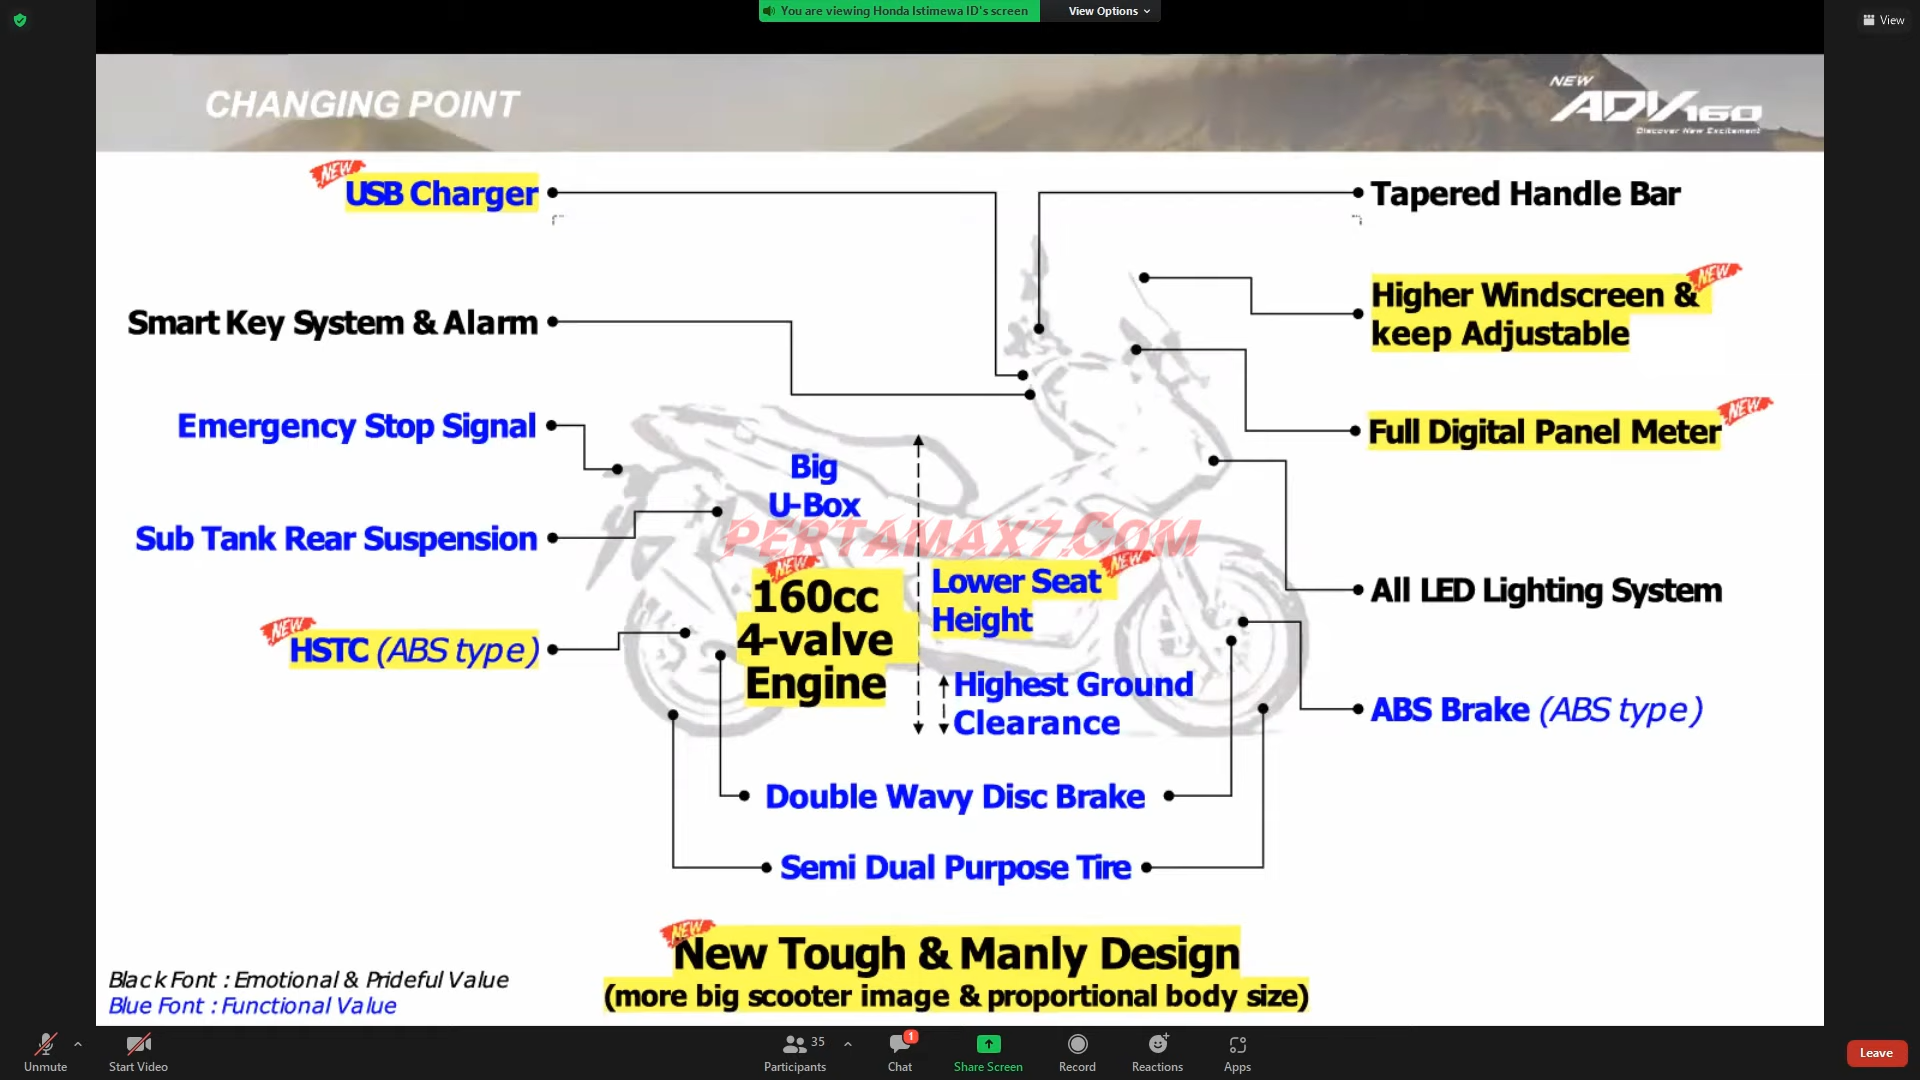 You are viewing Honda Istimewa ID's screen
View Options
View
CHANGING POINT
NEW
ADV160
Discover New Excitement
NEW
USB Charger
Tapered Handle Bar
NEW
Higher Windscreen &
keep Adjustable
Smart Key System & Alarm
NEW
Full Digital Panel Meter
Emergency Stop Signal
Big
U-Box
Sub Tank Rear Suspension
PERTAMAX7.COM
NEW
160cc
4-valve
Engine
NEW
Lower Seat
Height
All LED Lighting System
NEW
HSTC (ABS type)
Highest Ground
Clearance
ABS Brake (ABS type)
Double Wavy Disc Brake
Semi Dual Purpose Tire
NEW
New Tough & Manly Design
(more big scooter image & proportional body size)
Black Font : Emotional & Prideful Value
Blue Font : Functional Value
Unmute
Start Video
35
Participants
1
Chat
Share Screen
Record
Reactions
Apps
Leave